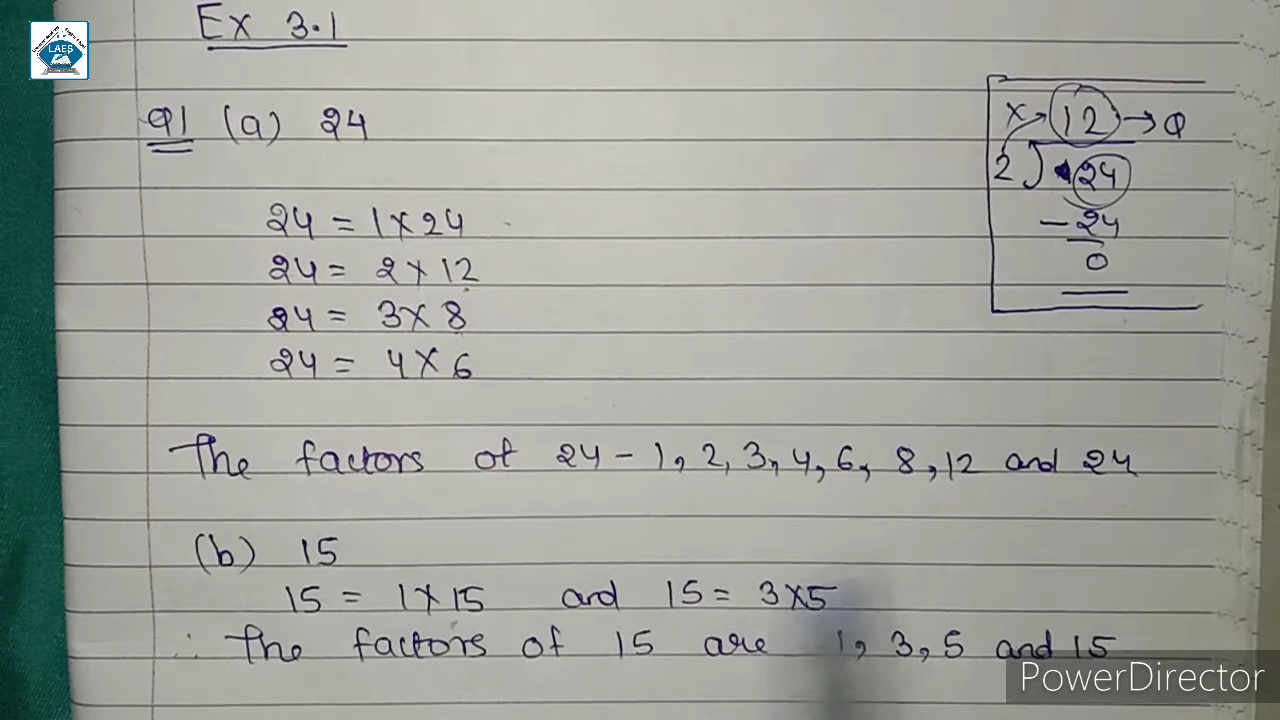 LAES
Ex 3.1
Q1 (a) 24
24 = 1 x 24
24 = 2 x 12
24 = 3 x 8
24 = 4 x 6
x 12 → Q
2 ) 24
- 24
0
The factors of 24 - 1, 2, 3, 4, 6, 8, 12 and 24
(b) 15
15 = 1 x 15 and 15 = 3 x 5
∴ The factors of 15 are 1, 3, 5 and 15
PowerDirector